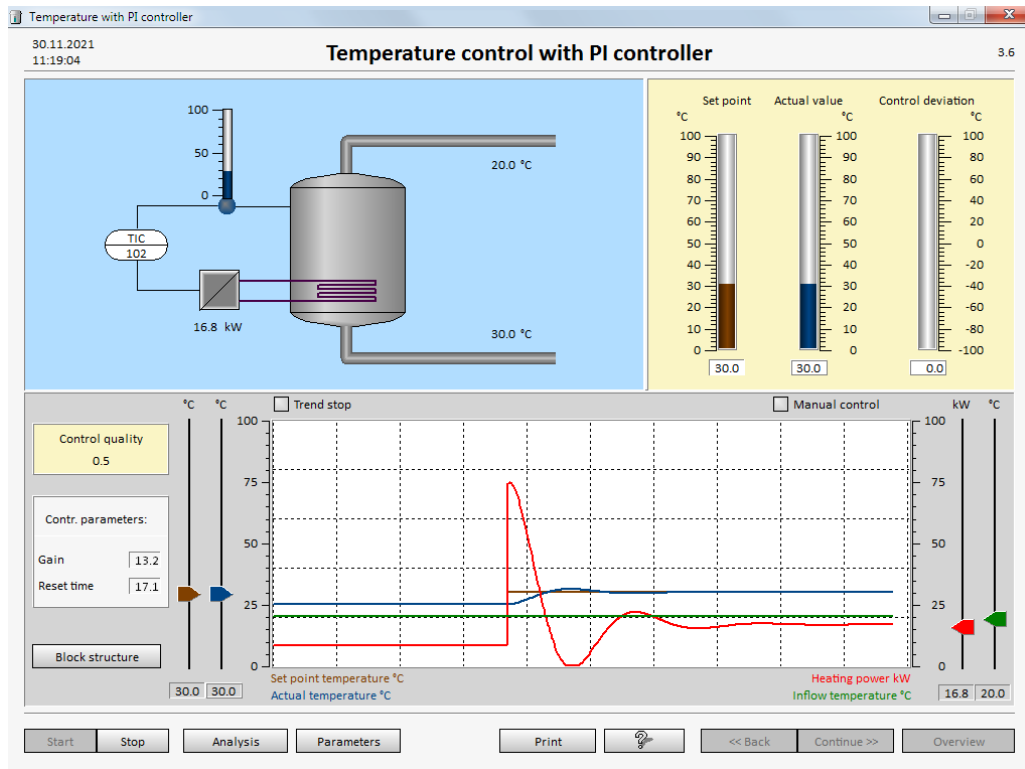 Temperature with PI controller
30.11.2021
11:19:04
Temperature control with PI controller
3.6
100
50
0
TIC
102
16.8 kW
20.0 °C
30.0 °C
Set point Actual value Control deviation
°C °C °C
100 100 100
90 90 80
80 80 60
70 70 40
60 60 20
50 50 0
40 40 -20
30 30 -40
20 20 -60
10 10 -80
0 0 -100
30.0 30.0 0.0
Control quality
0.5
Contr. parameters:
Gain 13.2
Reset time 17.1
Block structure
°C °C
30.0 30.0
Trend stop
Manual control
100
75
50
25
0
kW °C
100
75
50
25
0
16.8 20.0
Set point temperature °C
Actual temperature °C
Heating power kW
Inflow temperature °C
Start Stop Analysis Parameters Print ? << Back Continue >> Overview